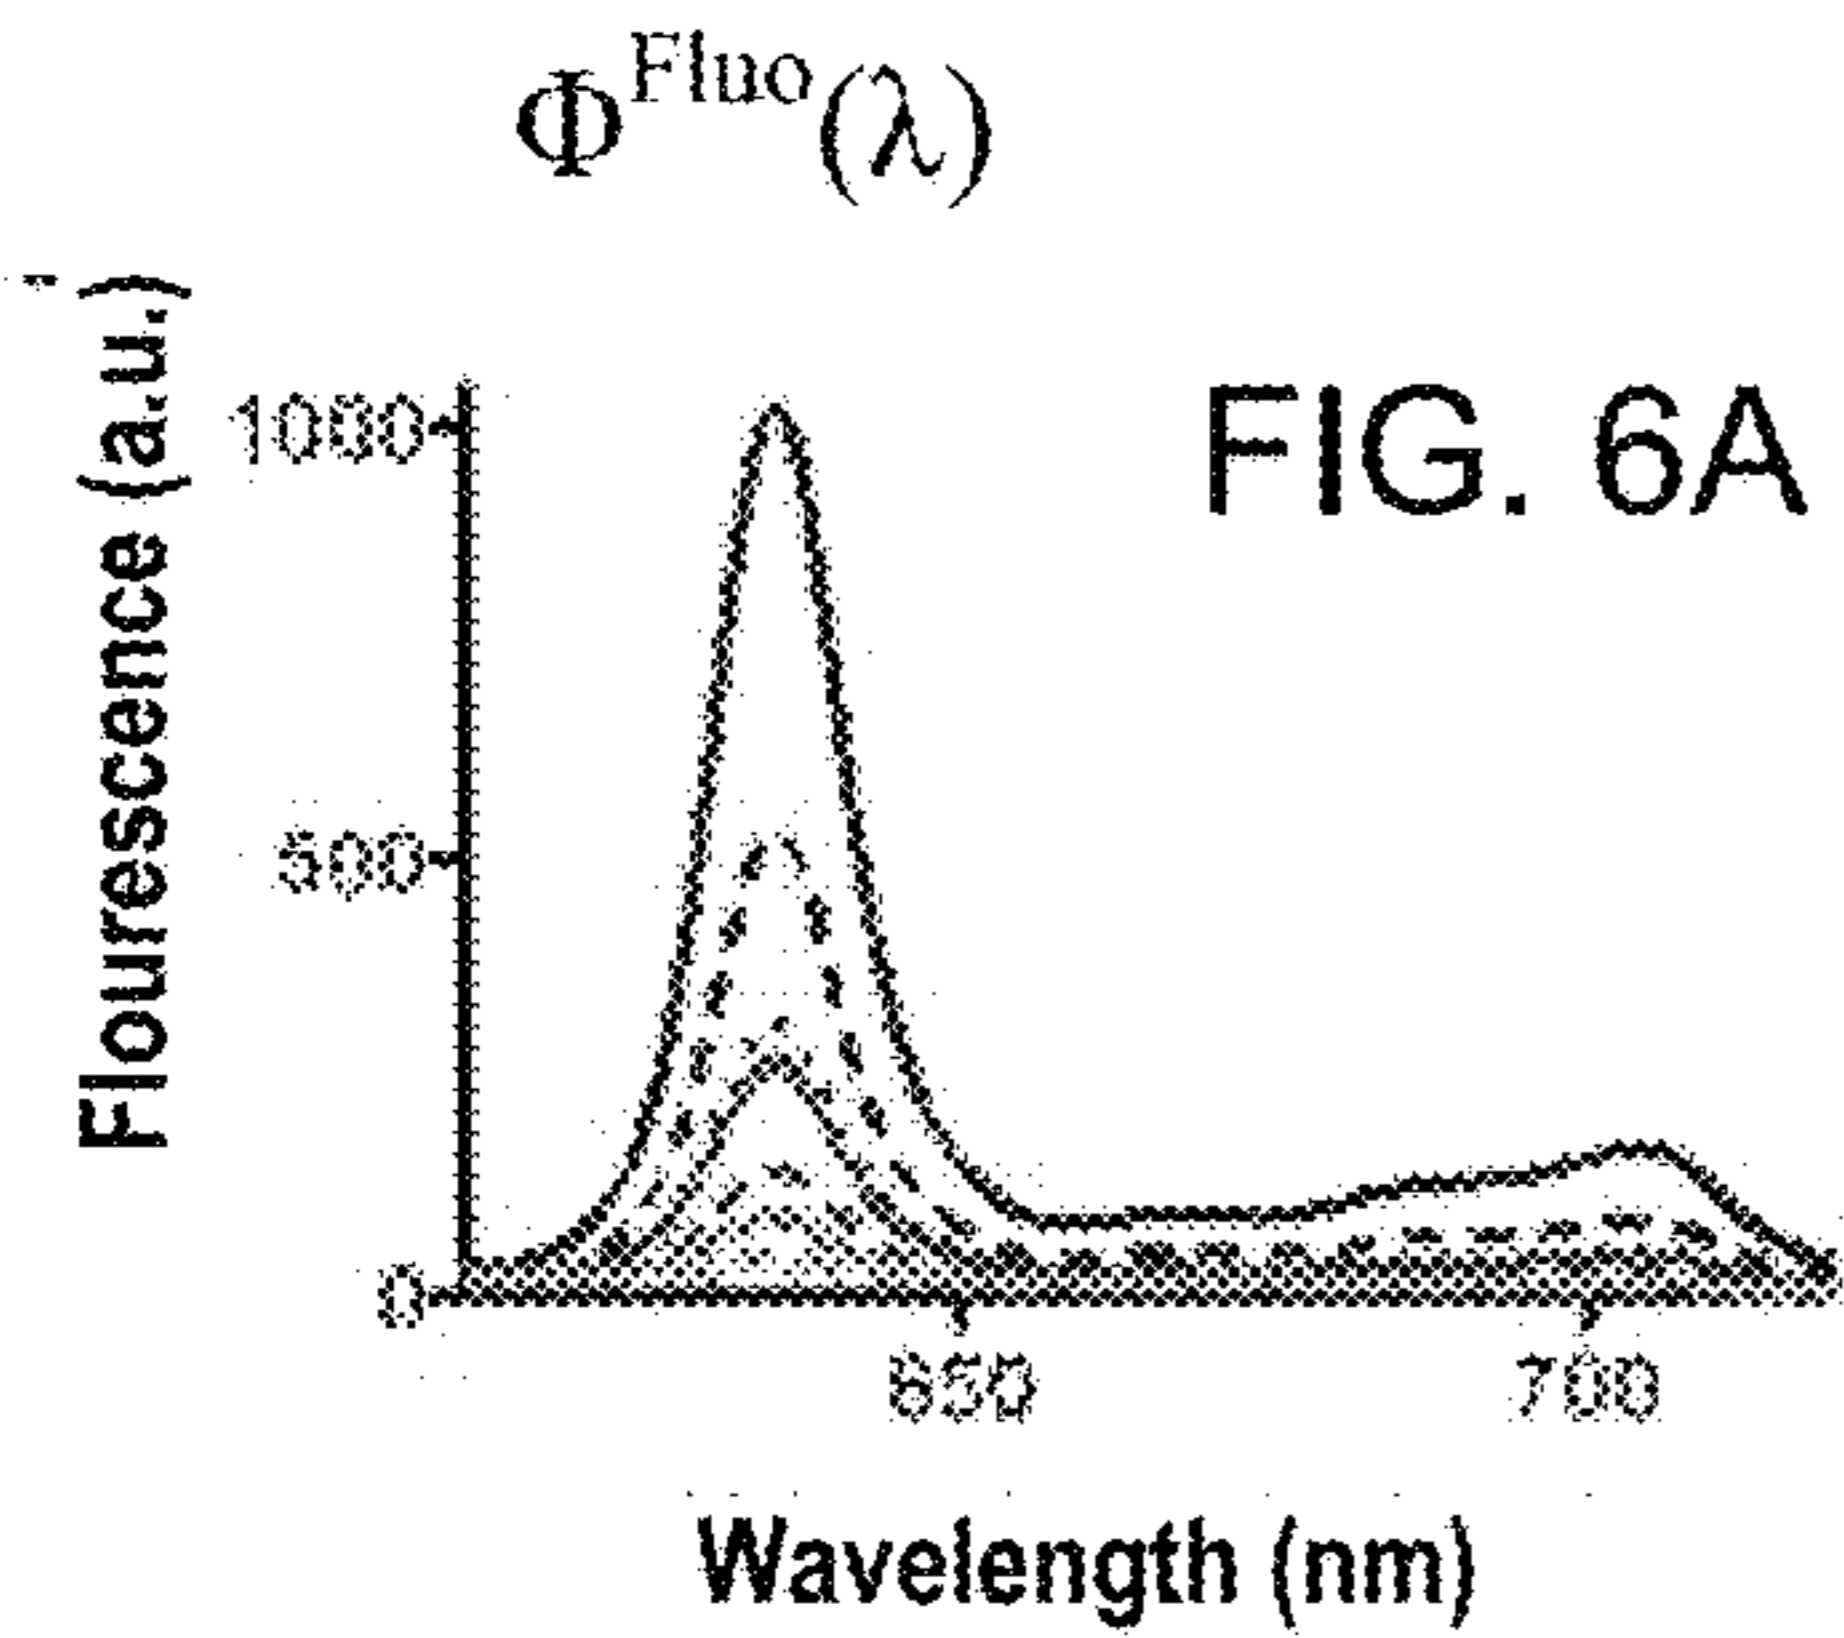 Φ^Fluo(λ)
Flourescence (a.u.)
FIG. 6A
1000
500
0
650
700
Wavelength (nm)